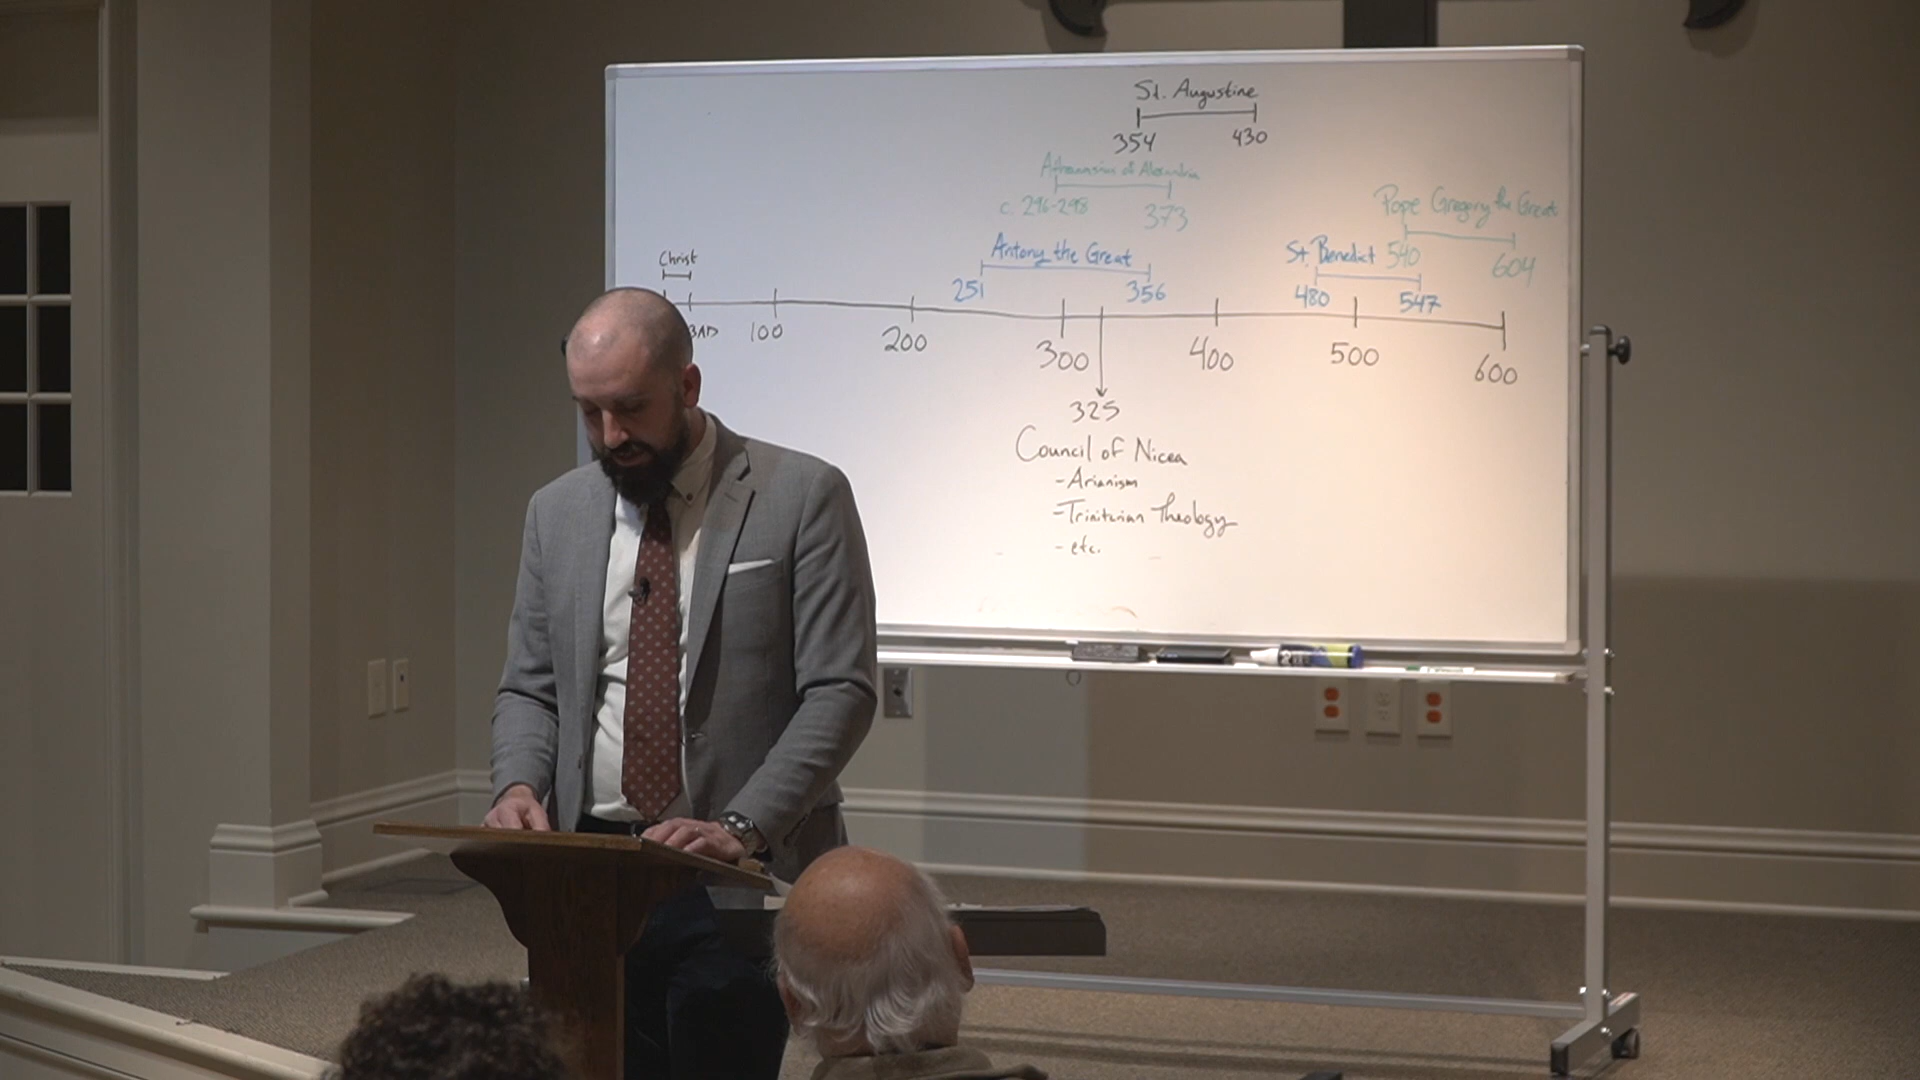 St. Augustine
354 430
Athanasius of Alexandria
c. 296-298 373
Pope Gregory the Great
540 604
Antony the Great
251 356
St. Benedict
480 547
Christ
100 200 300 400 500 600
325
Council of Nicea
-Arianism
-Trinitarian Theology
-etc.